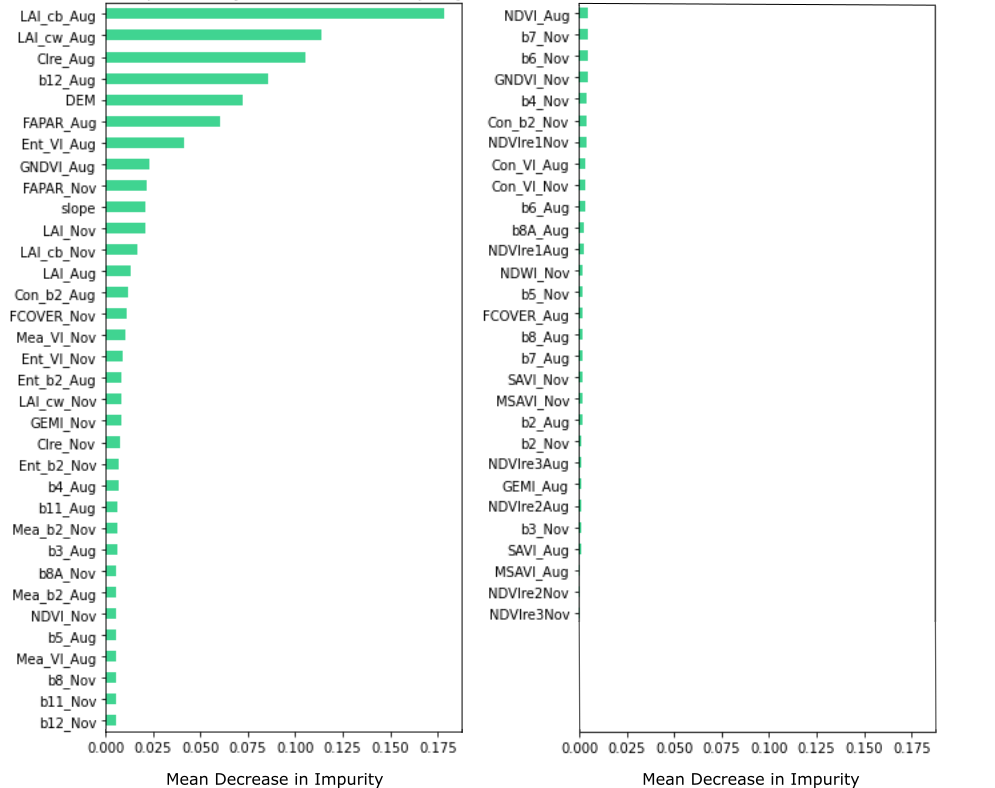 LAI_cb_Aug
LAI_cw_Aug
CIre_Aug
b12_Aug
DEM
FAPAR_Aug
Ent_VI_Aug
GNDVI_Aug
FAPAR_Nov
slope
LAI_Nov
LAI_cb_Nov
LAI_Aug
Con_b2_Aug
FCOVER_Nov
Mea_VI_Nov
Ent_VI_Nov
Ent_b2_Aug
LAI_cw_Nov
GEMI_Nov
CIre_Nov
Ent_b2_Nov
b4_Aug
b11_Aug
Mea_b2_Nov
b3_Aug
b8A_Nov
Mea_b2_Aug
NDVI_Nov
b5_Aug
Mea_VI_Aug
b8_Nov
b11_Nov
b12_Nov
0.000 0.025 0.050 0.075 0.100 0.125 0.150 0.175
Mean Decrease in Impurity
NDVI_Aug
b7_Nov
b6_Nov
GNDVI_Nov
b4_Nov
Con_b2_Nov
NDVIre1Nov
Con_VI_Aug
Con_VI_Nov
b6_Aug
b8A_Aug
NDVIre1Aug
NDWI_Nov
b5_Nov
FCOVER_Aug
b8_Aug
b7_Aug
SAVI_Nov
MSAVI_Nov
b2_Aug
b2_Nov
NDVIre3Aug
GEMI_Aug
NDVIre2Aug
b3_Nov
SAVI_Aug
MSAVI_Aug
NDVIre2Nov
NDVIre3Nov
0.000 0.025 0.050 0.075 0.100 0.125 0.150 0.175
Mean Decrease in Impurity